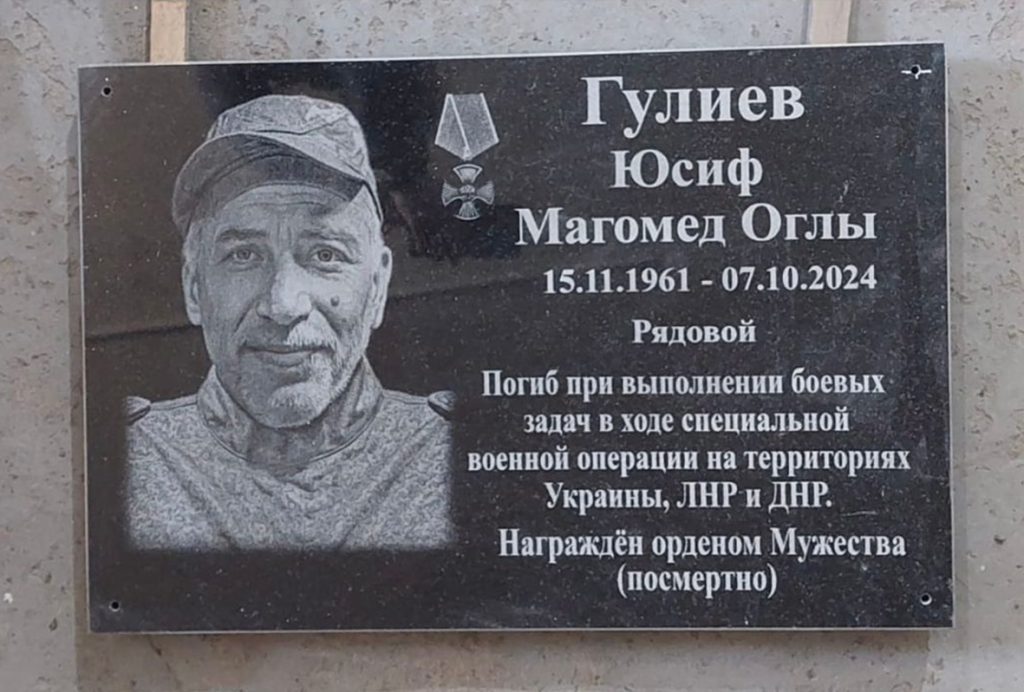 Гулиев
Юсиф
Магомед Оглы
15.11.1961 - 07.10.2024
Рядовой
Погиб при выполнении боевых
задач в ходе специальной
военной операции на территориях
Украины, ЛНР и ДНР.
Награждён орденом Мужества
(посмертно)